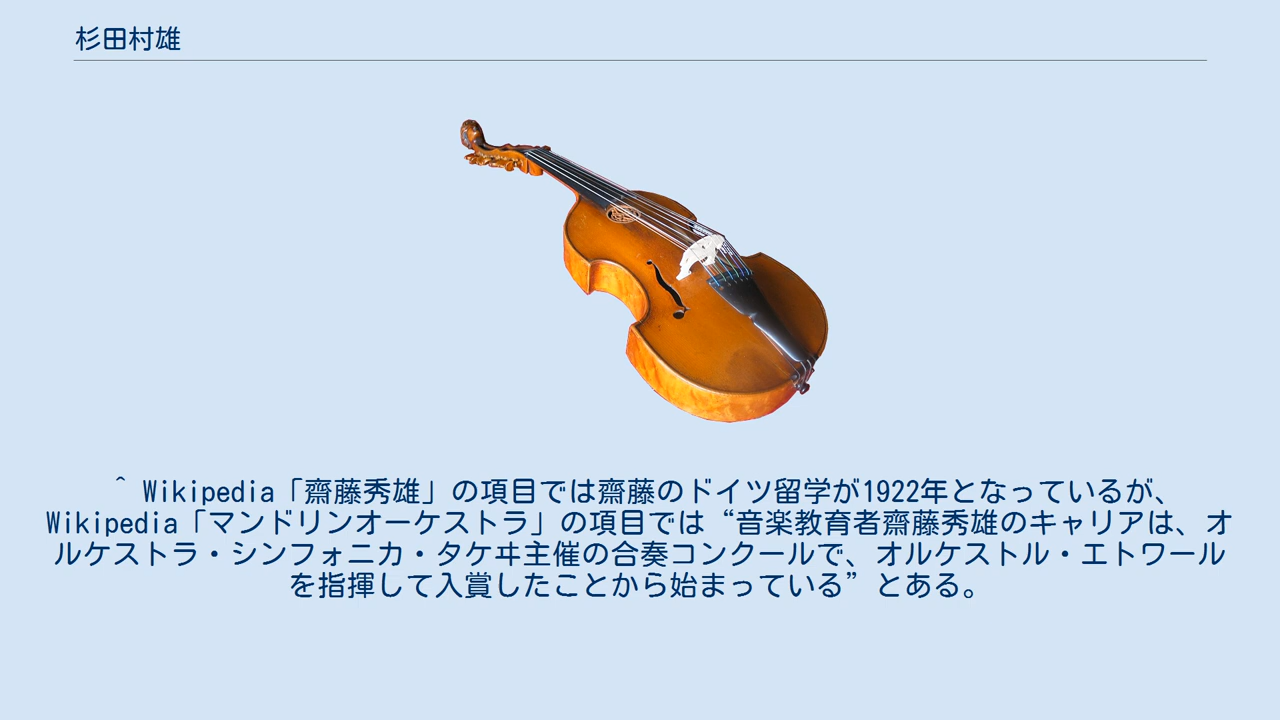 杉田村雄
^ Wikipedia「齋藤秀雄」の項目では齋藤のドイツ留学が1922年となっているが、
Wikipedia「マンドリンオーケストラ」の項目では“音楽教育者齋藤秀雄のキャリアは、オ
ルケストラ・シンフォニカ・タケヰ主催の合奏コンクールで、オルケストル・エトワール
を指揮して入賞したことから始まっている”とある。